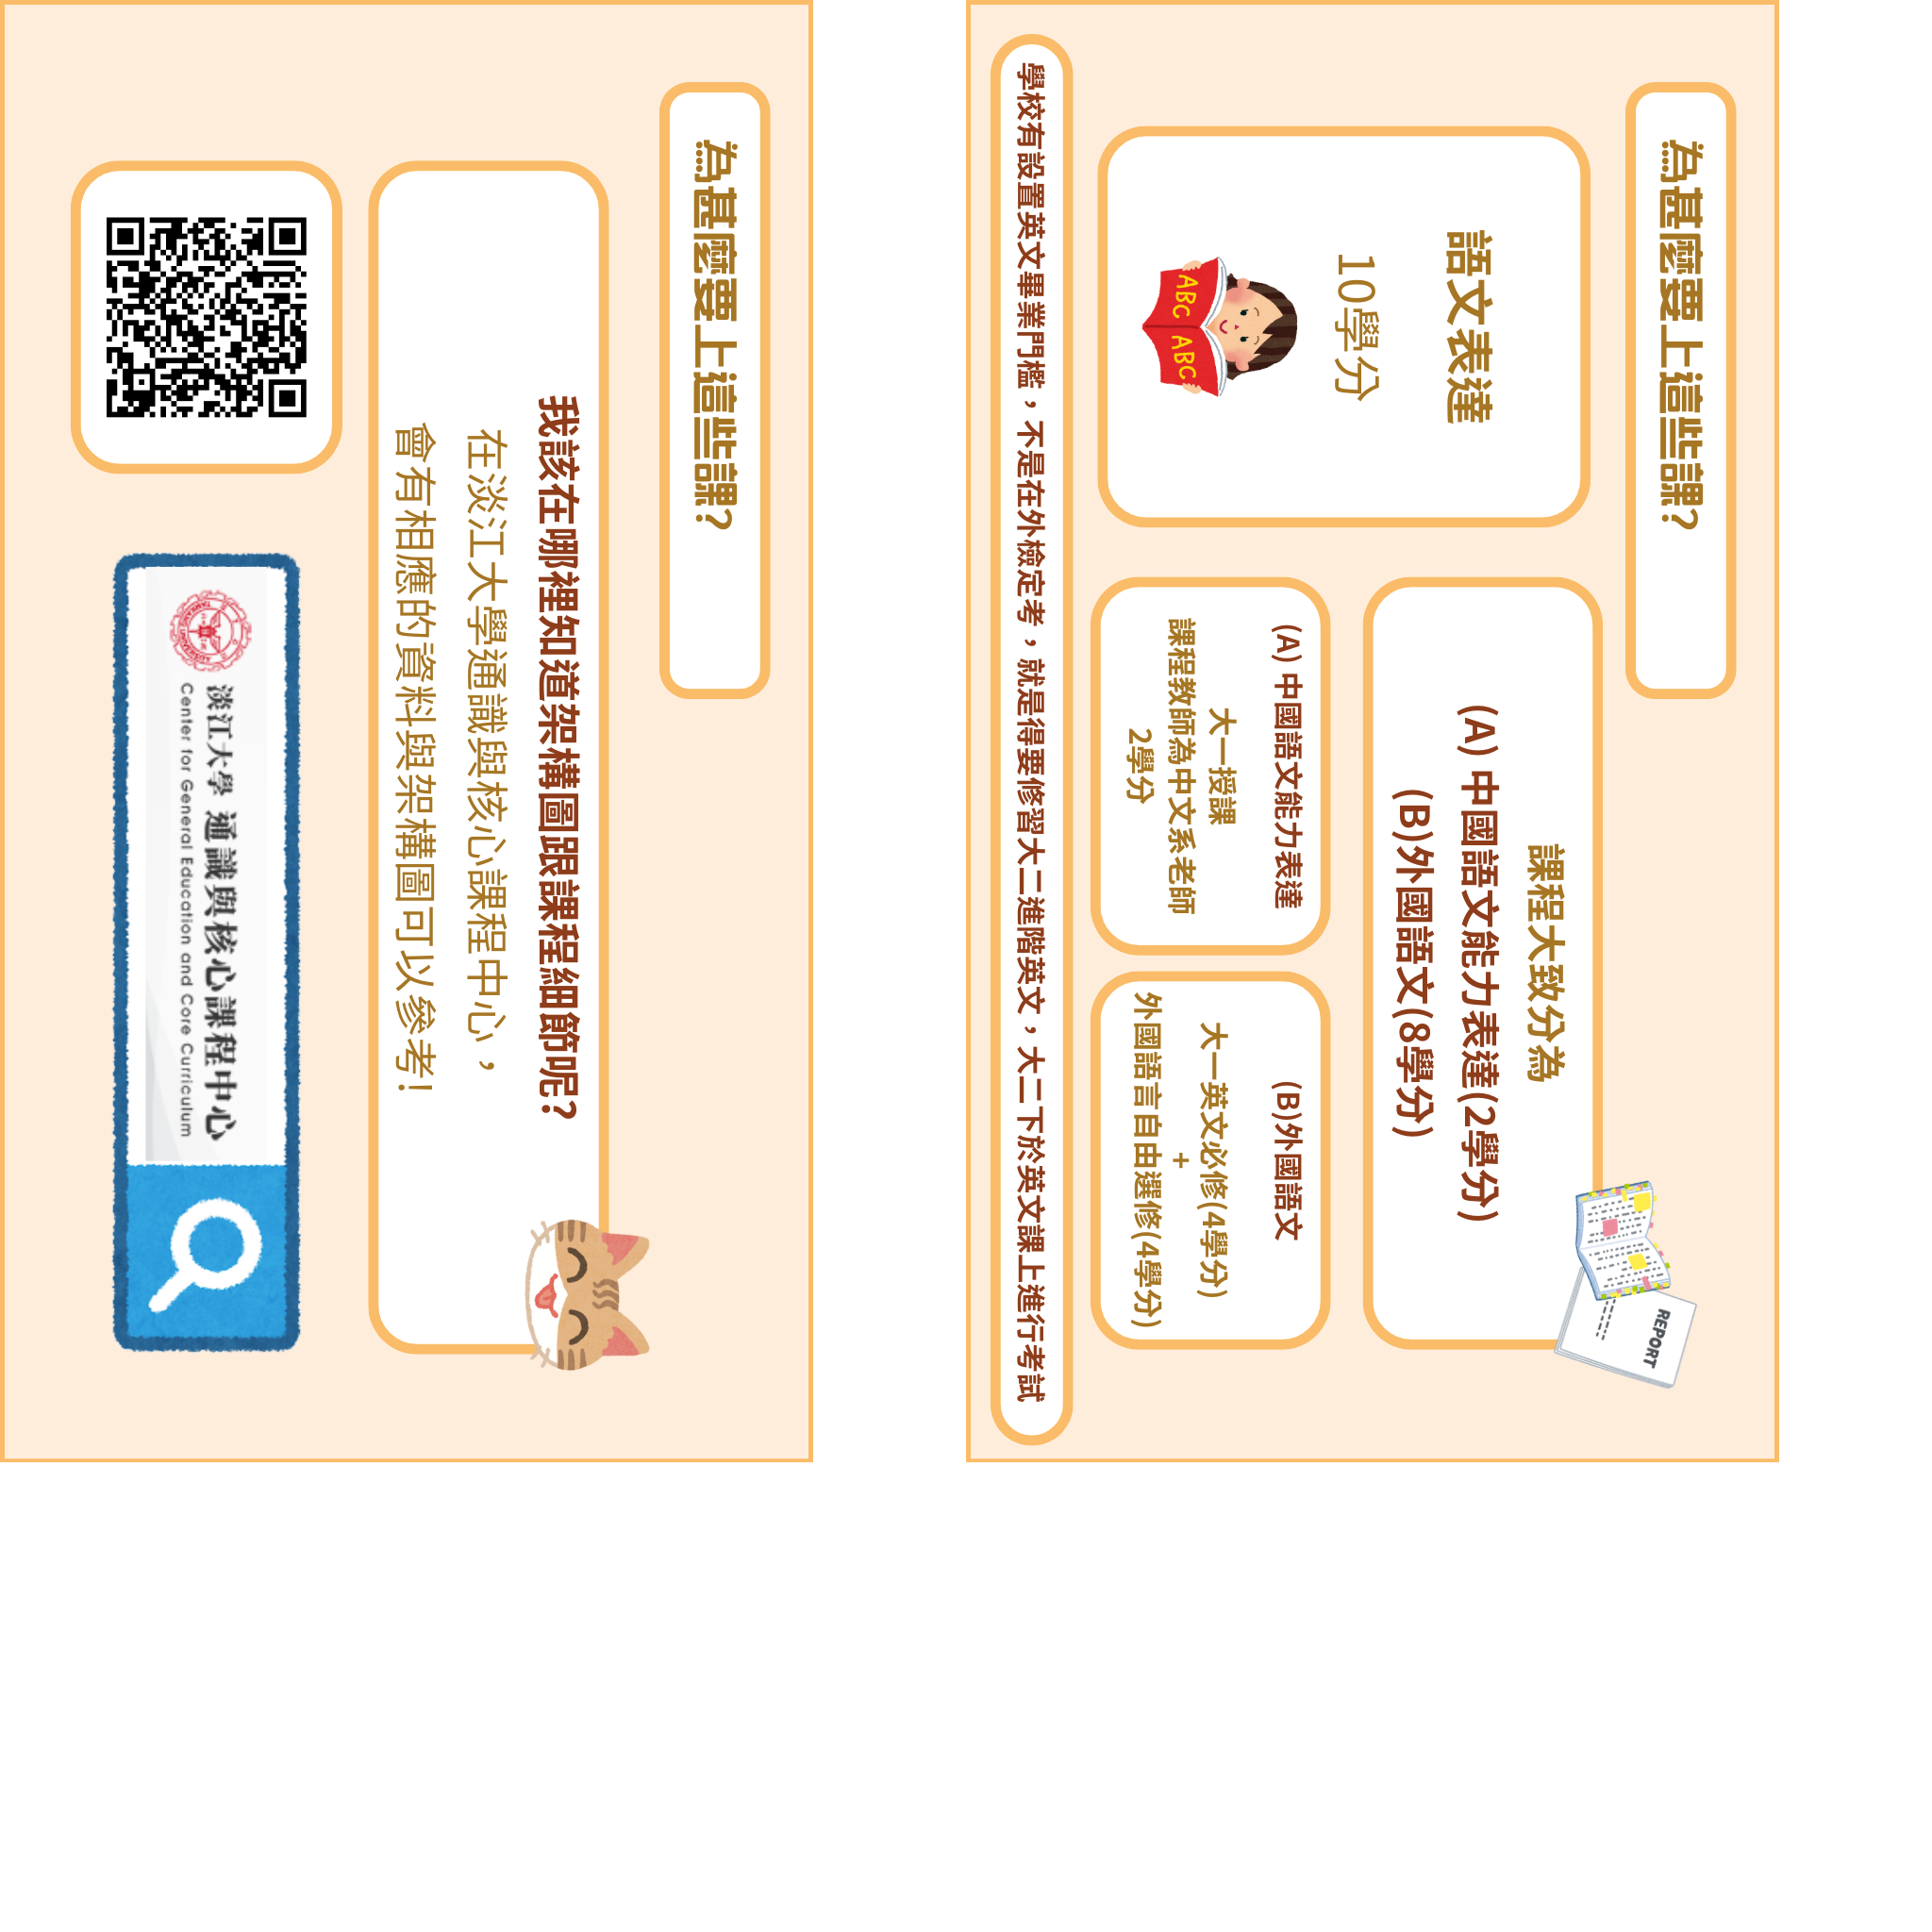 為甚麼要上這些課?
語文表達
10學分
ABC ABC
課程大致分為
(A) 中國語文能力表達(2學分)
(B)外國語文(8學分)
REPORT
(A) 中國語文能力表達
大一授課
課程教師為中文系老師
2學分
(B)外國語文
大一英文必修(4學分)
+
外國語言自由選修(4學分)
學校有設置英文畢業門檻，不是在外檢定考，就是得要修習大二進階英文，大二下於英文課上進行考試
為甚麼要上這些課?
我該在哪裡知道架構圖跟課程細節呢?
在淡江大學通識與核心課程中心，
會有相應的資料與架構圖可以參考!
淡江大學 通識與核心課程中心
Center for General Education and Core Curriculum